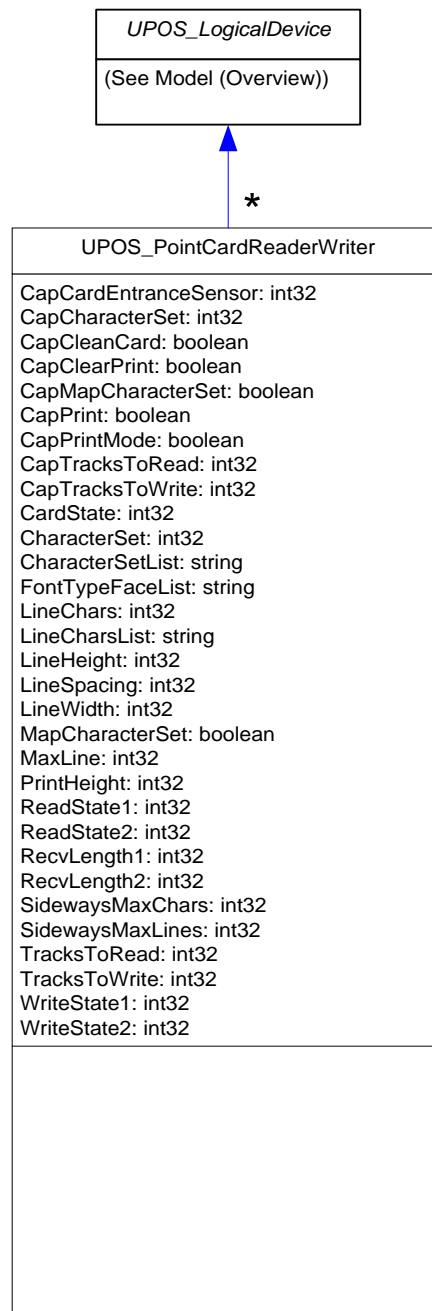 UPOS_LogicalDevice
(See Model (Overview))
*
UPOS_PointCardReaderWriter
CapCardEntranceSensor: int32
CapCharacterSet: int32
CapCleanCard: boolean
CapClearPrint: boolean
CapMapCharacterSet: boolean
CapPrint: boolean
CapPrintMode: boolean
CapTracksToRead: int32
CapTracksToWrite: int32
CardState: int32
CharacterSet: int32
CharacterSetList: string
FontTypeFaceList: string
LineChars: int32
LineCharsList: string
LineHeight: int32
LineSpacing: int32
LineWidth: int32
MapCharacterSet: boolean
MaxLine: int32
PrintHeight: int32
ReadState1: int32
ReadState2: int32
RecvLength1: int32
RecvLength2: int32
SidewaysMaxChars: int32
SidewaysMaxLines: int32
TracksToRead: int32
TracksToWrite: int32
WriteState1: int32
WriteState2: int32